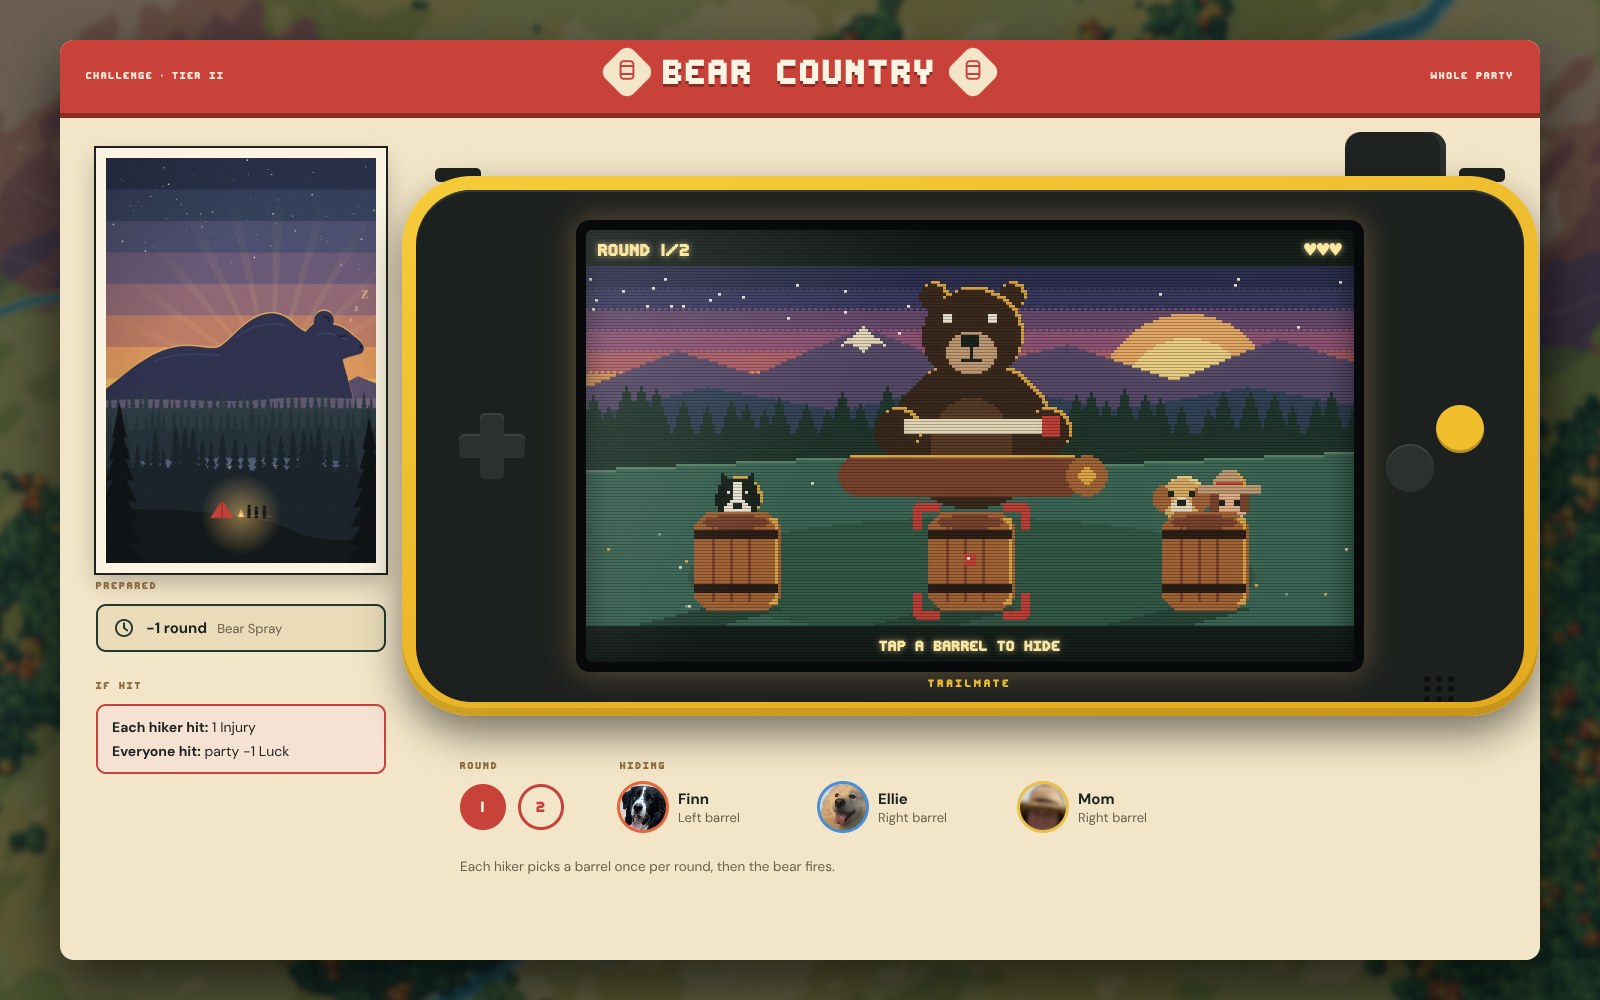 CHALLENGE · TIER II
BEAR COUNTRY
WHOLE PARTY
Z
z
z
PREPARED
-1 round Bear Spray
IF HIT
Each hiker hit: 1 Injury
Everyone hit: party -1 Luck
ROUND 1/2
TAP A BARREL TO HIDE
TRAILMATE
ROUND
1
2
HIDING
Finn
Left barrel
Ellie
Right barrel
Mom
Right barrel
Each hiker picks a barrel once per round, then the bear fires.